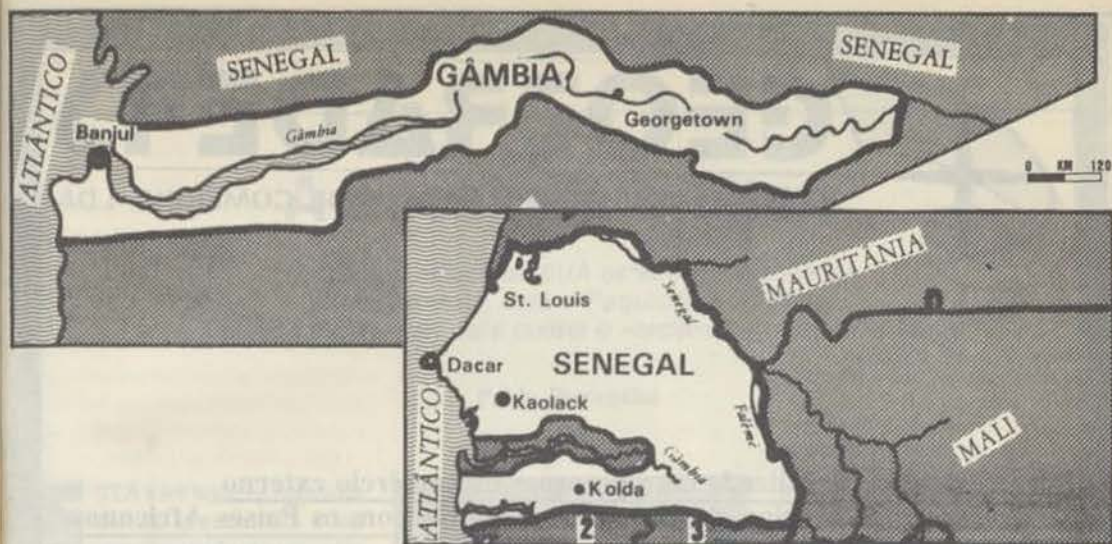 SENEGAL
SENEGAL
ATLÂNTICO
GÂMBIA
Banjul
Gâmbia
Georgetown
0 KM 120
MAURITÁNIA
St. Louis
Senegal
Dacar
SENEGAL
Kaolack
Falémé
MALI
ATLÂNTICO
Gâmbia
Kolda
2
3